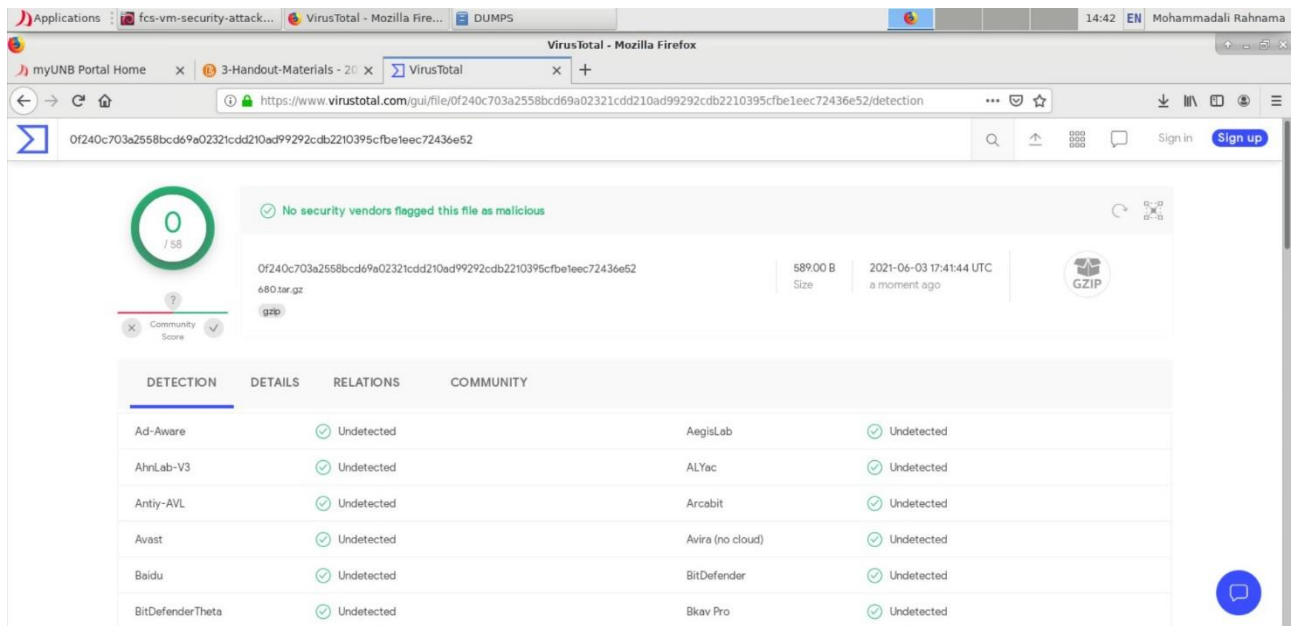 Applications fcs-vm-security-attack... VirusTotal - Mozilla Fire... DUMPS 14:42 EN Mohammadali Rahnama
VirusTotal - Mozilla Firefox
myUNB Portal Home 3-Handout-Materials - 20 VirusTotal
https://www.virustotal.com/gui/file/0f240c703a2558bcd69a02321cdd210ad99292cdb2210395cfbe1eec72436e52/detection
0f240c703a2558bcd69a02321cdd210ad99292cdb2210395cfbe1eec72436e52 Sign in Sign up
0
/ 58
No security vendors flagged this file as malicious
0f240c703a2558bcd69a02321cdd210ad99292cdb2210395cfbe1eec72436e52
680.tar.gz
gzip
589.00 B
Size
2021-06-03 17:41:44 UTC
a moment ago
GZIP
?
Community
Score
DETECTION DETAILS RELATIONS COMMUNITY
Ad-Aware Undetected AegisLab Undetected
AhnLab-V3 Undetected ALYac Undetected
Antiy-AVL Undetected Arcabit Undetected
Avast Undetected Avira (no cloud) Undetected
Baidu Undetected BitDefender Undetected
BitDefenderTheta Undetected Bkav Pro Undetected